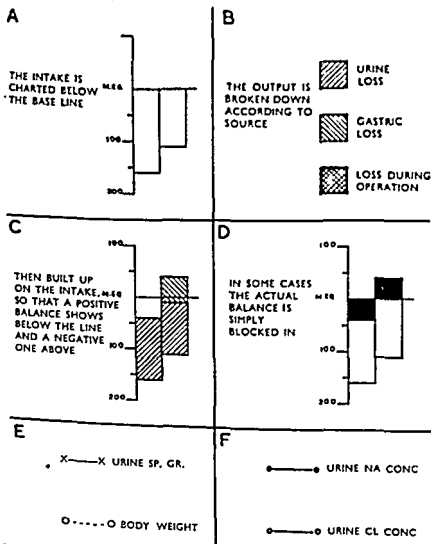 A
THE INTAKE IS
CHARTED BELOW
THE BASE LINE
M.EQ.
100
200
B
THE OUTPUT IS
BROKEN DOWN
ACCORDING TO
SOURCE
URINE
LOSS
GASTRIC
LOSS
LOSS DURING
OPERATION
C
THEN BUILT UP
ON THE INTAKE,
SO THAT A POSITIVE
BALANCE SHOWS
BELOW THE LINE
AND A NEGATIVE
ONE ABOVE
100
M.EQ
100
200
D
IN SOME CASES
THE ACTUAL
BALANCE IS
SIMPLY
BLOCKED IN
100
M.EQ
100
200
E
X—X URINE SP. GR.
O-----O BODY WEIGHT
F
URINE NA CONC
URINE CL CONC